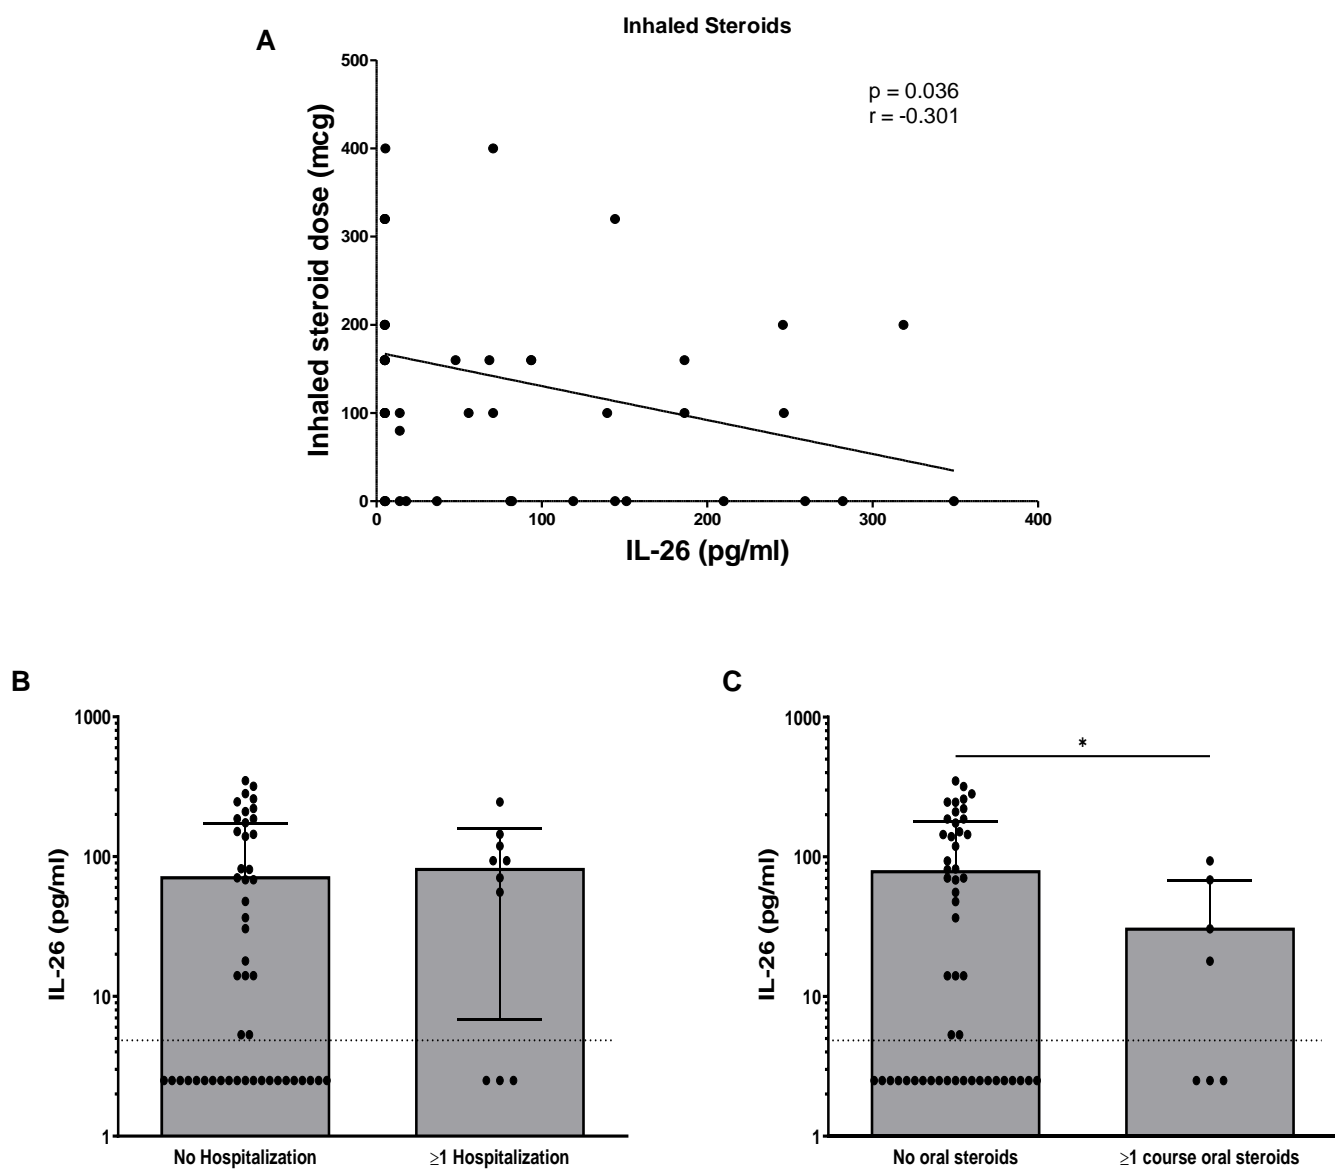 Inhaled Steroids
A
p = 0.036
r = -0.301
Inhaled steroid dose (mcg)
500
400
300
200
100
0
0 100 200 300 400
IL-26 (pg/ml)
B
IL-26 (pg/ml)
1000
100
10
1
No Hospitalization ≥1 Hospitalization
C
*
IL-26 (pg/ml)
1000
100
10
1
No oral steroids ≥1 course oral steroids